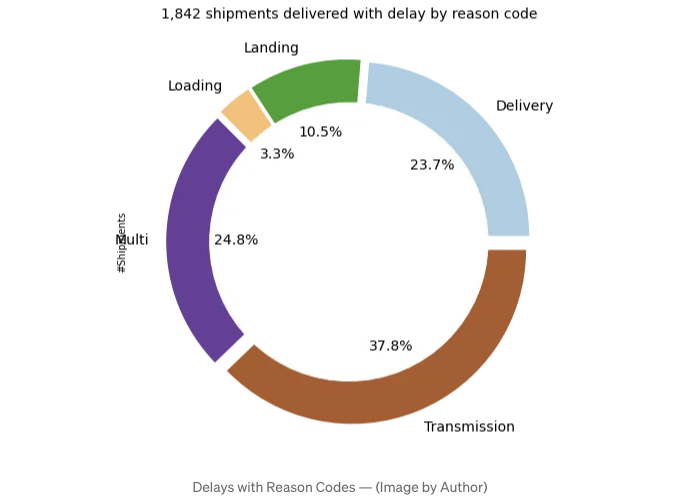 1,842 shipments delivered with delay by reason code
Landing
Loading
Delivery
10.5%
3.3%
23.7%
Multi
#Shipments
24.8%
37.8%
Transmission
Delays with Reason Codes — (Image by Author)